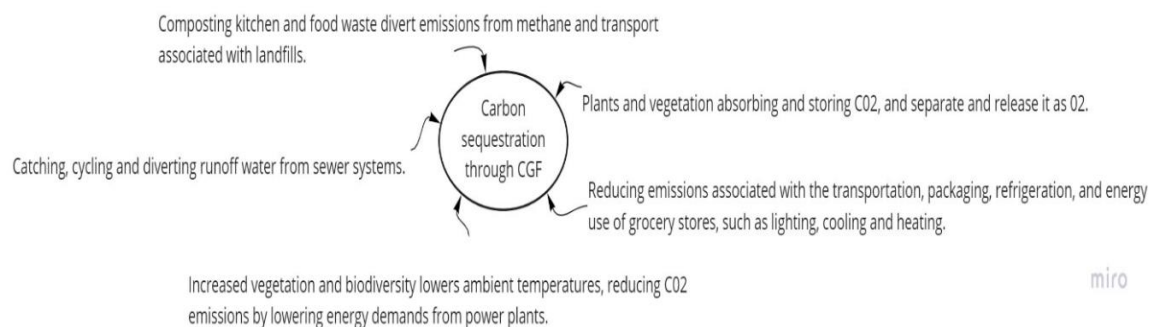 Composting kitchen and food waste divert emissions from methane and transport
associated with landfills.
Carbon
sequestration
through CGF
Plants and vegetation absorbing and storing C02, and separate and release it as 02.
Catching, cycling and diverting runoff water from sewer systems.
Reducing emissions associated with the transportation, packaging, refrigeration, and energy
use of grocery stores, such as lighting, cooling and heating.
Increased vegetation and biodiversity lowers ambient temperatures, reducing C02
emissions by lowering energy demands from power plants.
miro